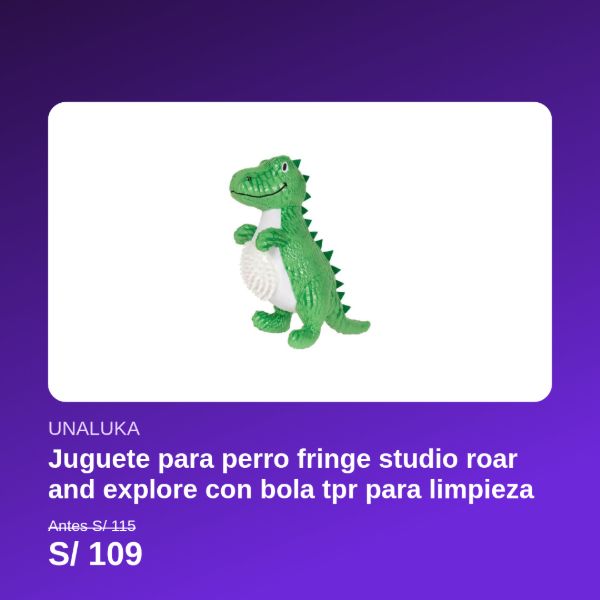 UNALUKA
Juguete para perro fringe studio roar
and explore con bola tpr para limpieza
Antes S/ 115
S/ 109